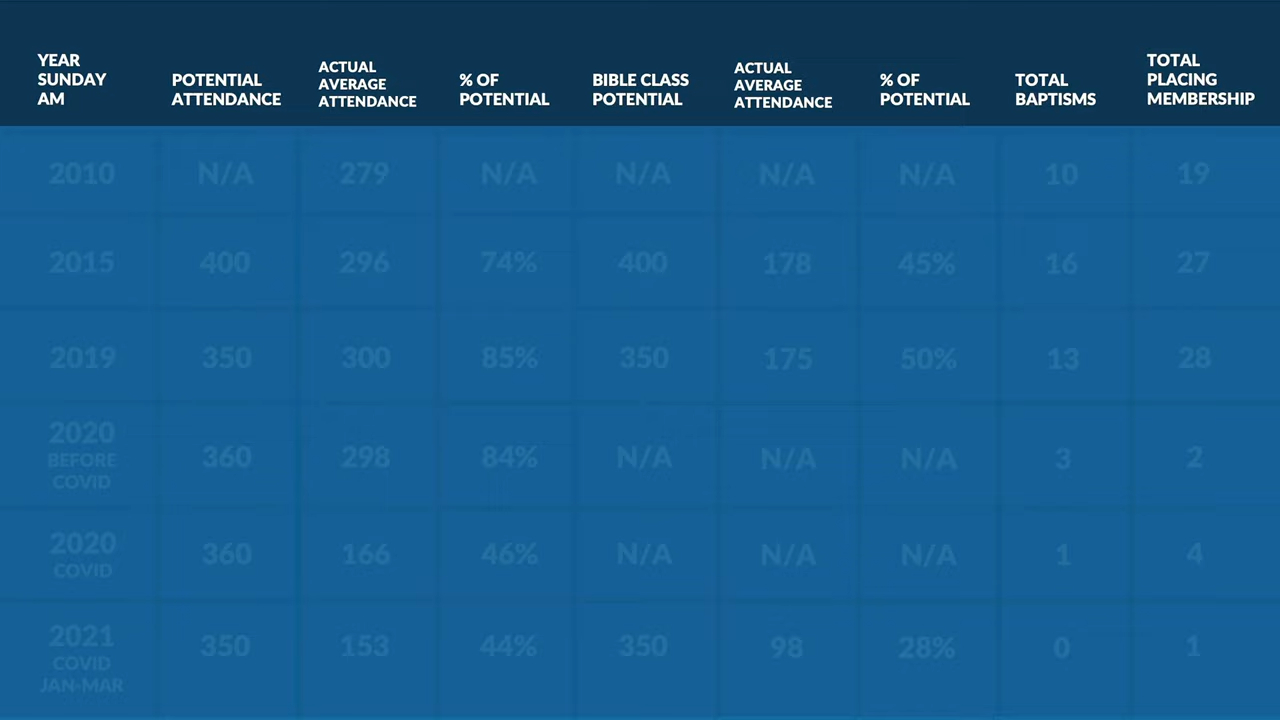 YEAR SUNDAY AM POTENTIAL ATTENDANCE ACTUAL AVERAGE ATTENDANCE % OF POTENTIAL BIBLE CLASS POTENTIAL ACTUAL AVERAGE ATTENDANCE % OF POTENTIAL TOTAL BAPTISMS TOTAL PLACING MEMBERSHIP
2010 N/A 279 N/A N/A N/A N/A 10 19
2015 400 296 74% 400 178 45% 16 27
2019 350 300 85% 350 175 50% 13 28
2020 BEFORE COVID 360 298 84% N/A N/A N/A 3 2
2020 COVID 360 166 46% N/A N/A N/A 1 4
2021 COVID JAN-MAR 350 153 44% 350 98 28% 0 1